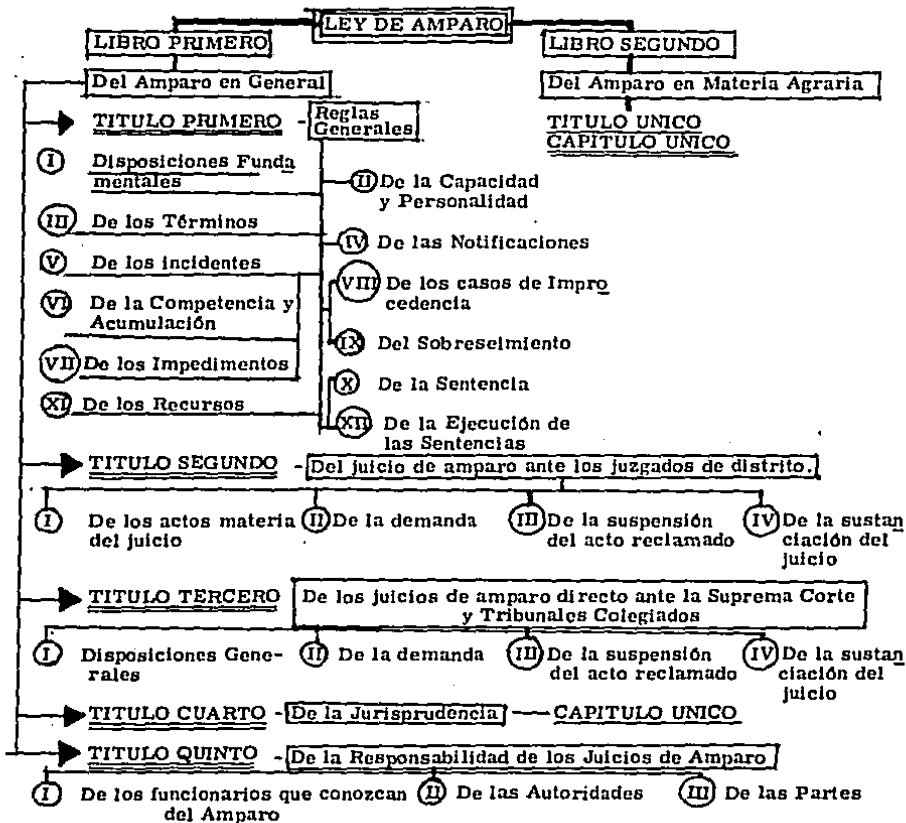 LEY DE AMPARO
LIBRO PRIMERO
LIBRO SEGUNDO
Del Amparo en General
Del Amparo en Materia Agraria
TITULO PRIMERO - Reglas
Generales
TITULO UNICO
CAPITULO UNICO
I Disposiciones Funda
mentales
II De la Capacidad
y Personalidad
III De los Términos
IV De las Notificaciones
V De los incidentes
VIII De los casos de Impro
cedencia
VI De la Competencia y
Acumulación
IX Del Sobreseimiento
VII De los Impedimentos
X De la Sentencia
XI De los Recursos
XII De la Ejecución de
las Sentencias
TITULO SEGUNDO - Del juicio de amparo ante los juzgados de distrito.
I De los actos materia
del juicio
II De la demanda
III De la suspensión
del acto reclamado
IV De la sustan
ciación del
juicio
TITULO TERCERO
De los juicios de amparo directo ante la Suprema Corte
y Tribunales Colegiados
I Disposiciones Gene-
rales
II De la demanda
III De la suspensión
del acto reclamado
IV De la sustan
ciación del
juicio
TITULO CUARTO - De la Jurisprudencia — CAPITULO UNICO
TITULO QUINTO - De la Responsabilidad de los Juicios de Amparo
I De los funcionarios que conozcan
del Amparo
II De las Autoridades
III De las Partes